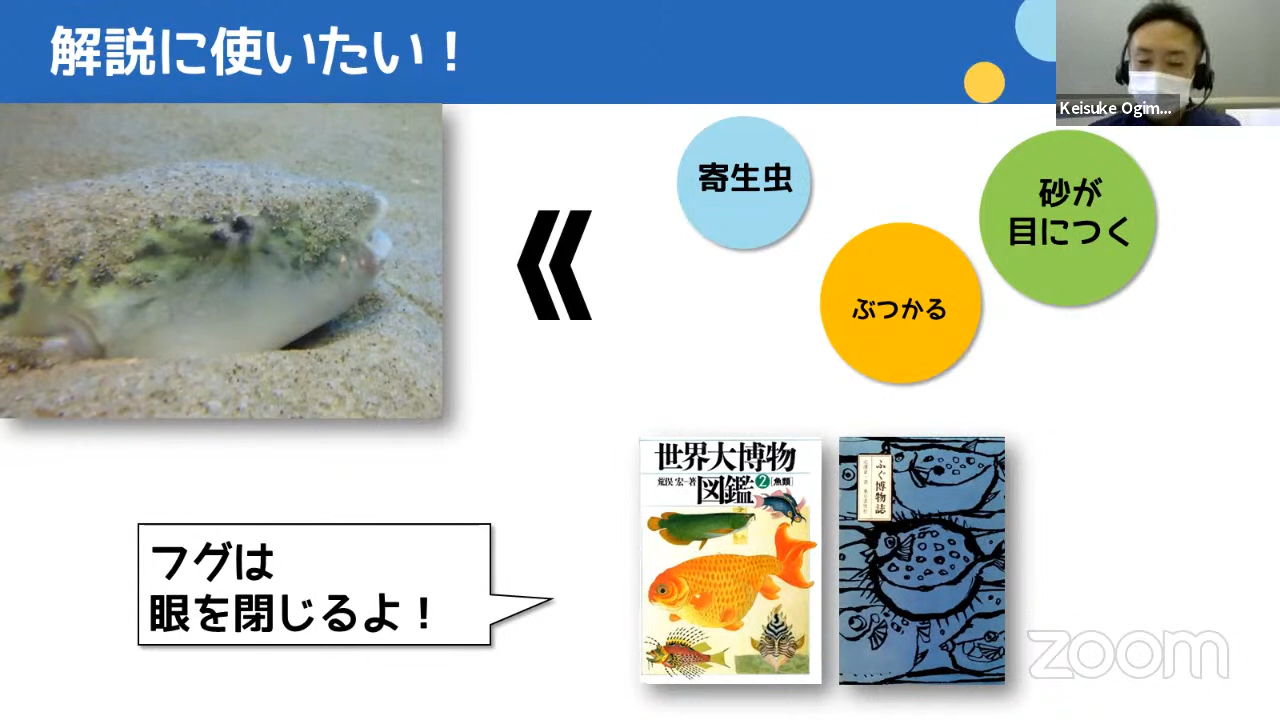 解説に使いたい！
Keisuke Ogim...
寄生虫
砂が
目につく
ぶつかる
世界大博物
図鑑 2 [魚類]
荒俣 宏=著
ふぐ博物誌
フグは
眼を閉じるよ！
zoom